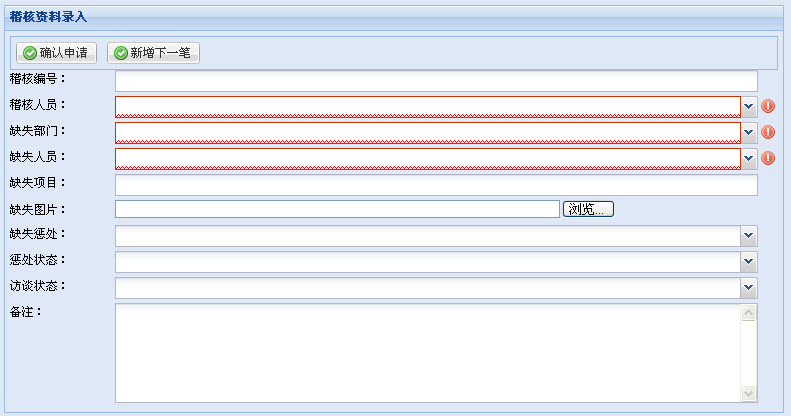 稽核资料录入
确认申请 新增下一笔
稽核编号：
稽核人员：
缺失部门：
缺失人员：
缺失项目：
缺失图片： 浏览...
缺失惩处：
惩处状态：
访谈状态：
备注：